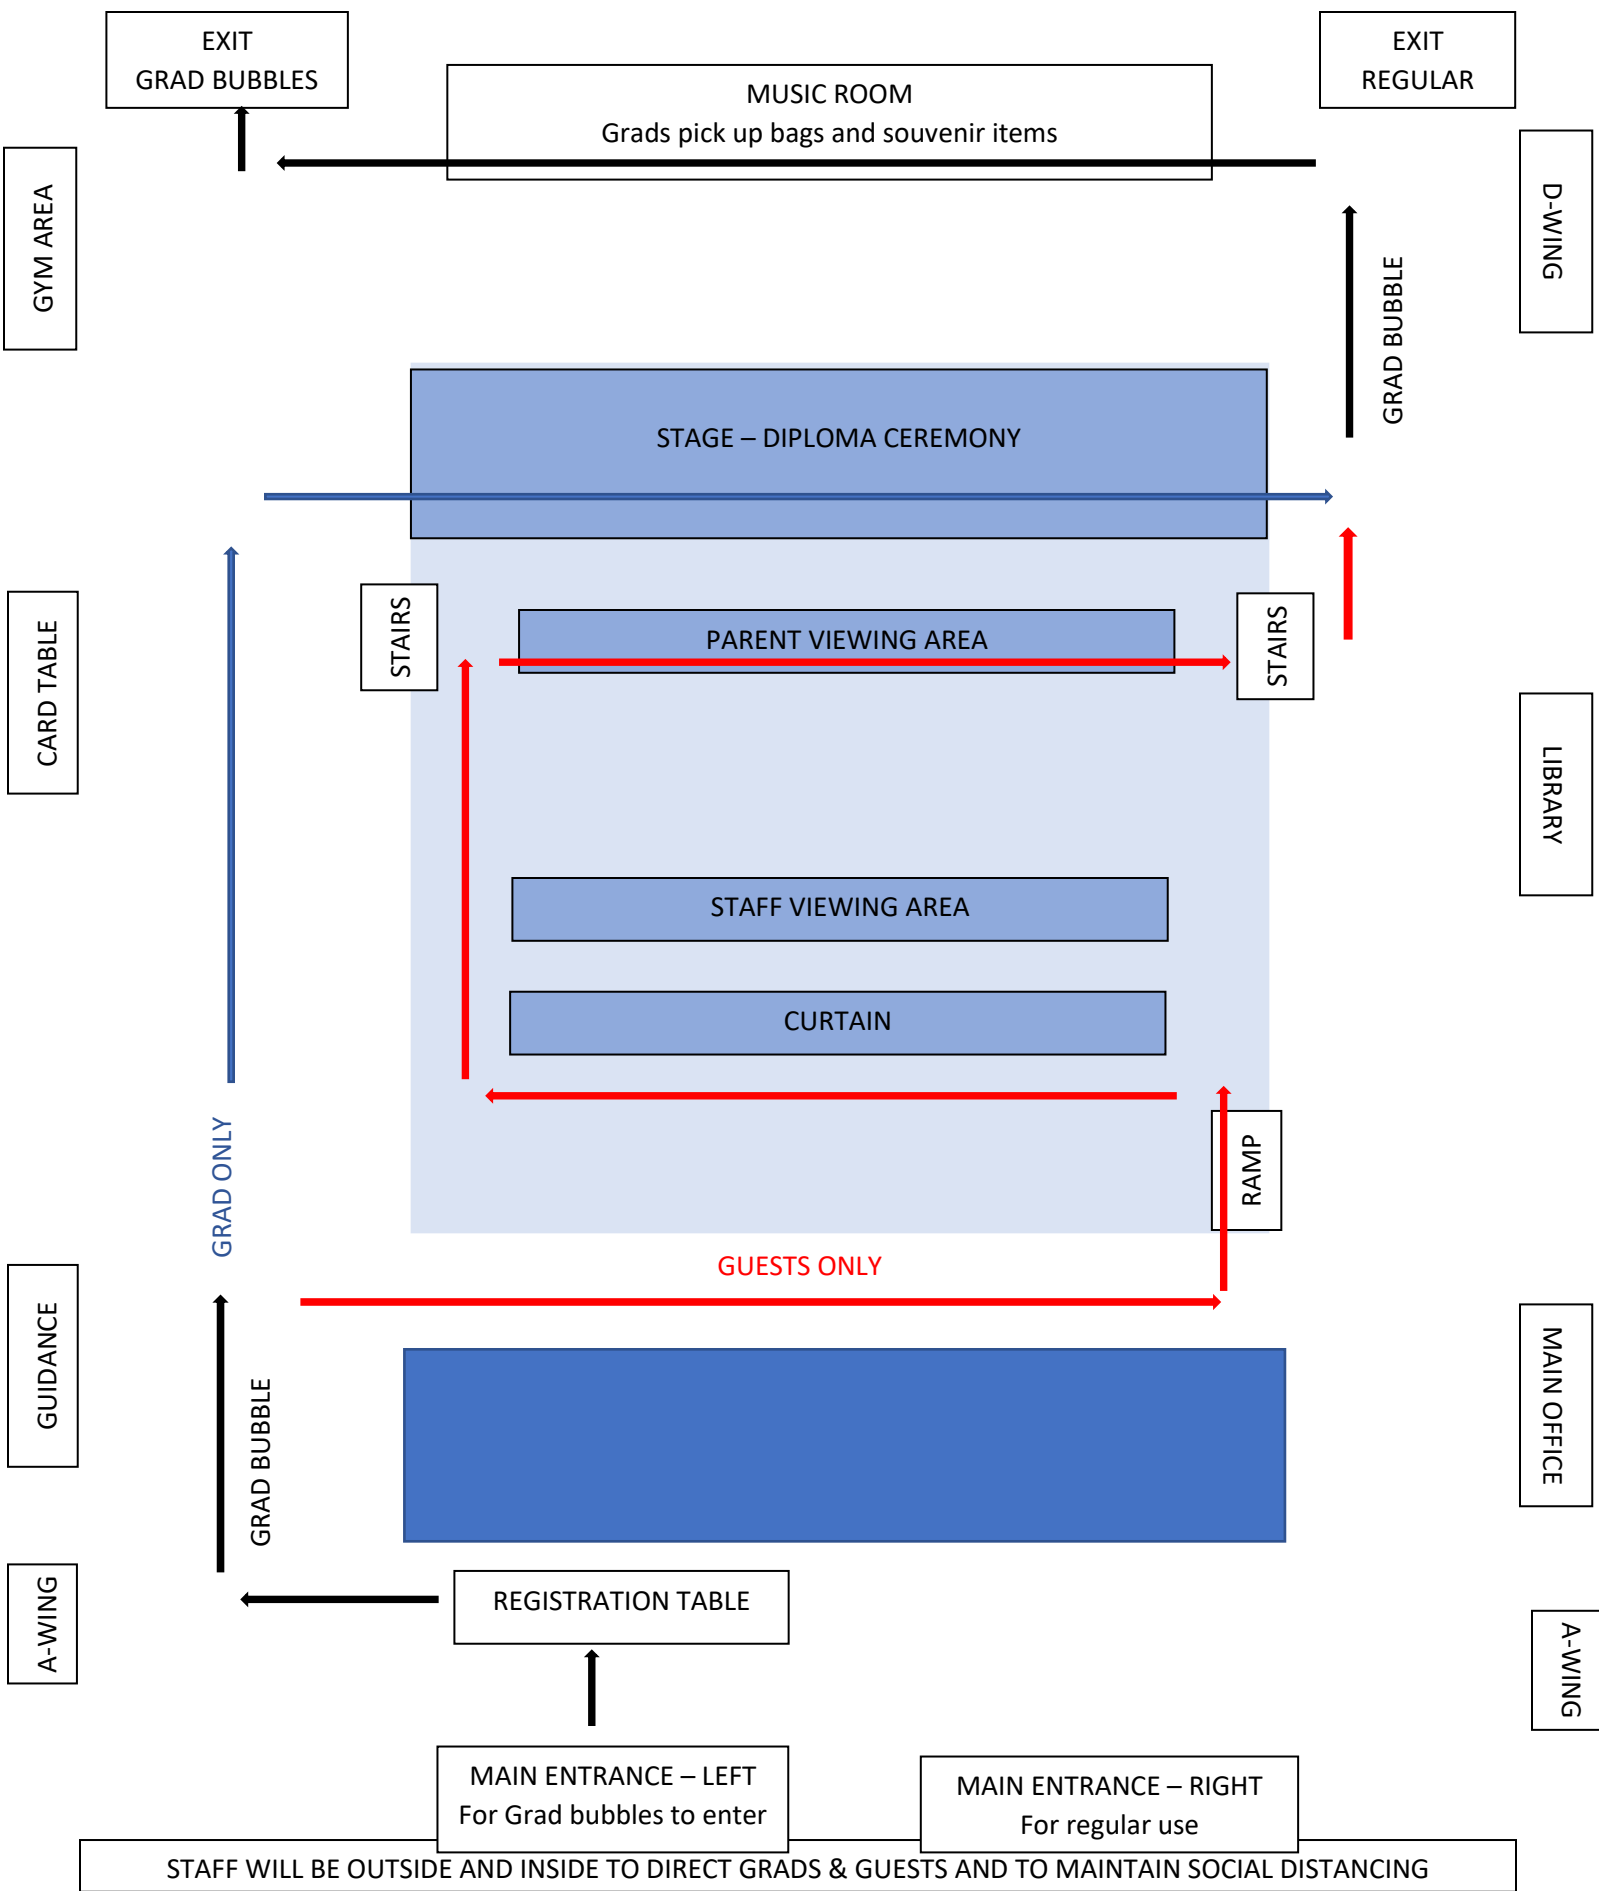 EXIT
GRAD BUBBLES
EXIT
REGULAR
MUSIC ROOM
Grads pick up bags and souvenir items
GYM AREA
D-WING
GRAD BUBBLE
STAGE – DIPLOMA CEREMONY
STAIRS
PARENT VIEWING AREA
STAIRS
CARD TABLE
LIBRARY
STAFF VIEWING AREA
CURTAIN
GRAD ONLY
RAMP
GUESTS ONLY
GUIDANCE
MAIN OFFICE
GRAD BUBBLE
A-WING
REGISTRATION TABLE
A-WING
MAIN ENTRANCE – LEFT
For Grad bubbles to enter
MAIN ENTRANCE – RIGHT
For regular use
STAFF WILL BE OUTSIDE AND INSIDE TO DIRECT GRADS & GUESTS AND TO MAINTAIN SOCIAL DISTANCING